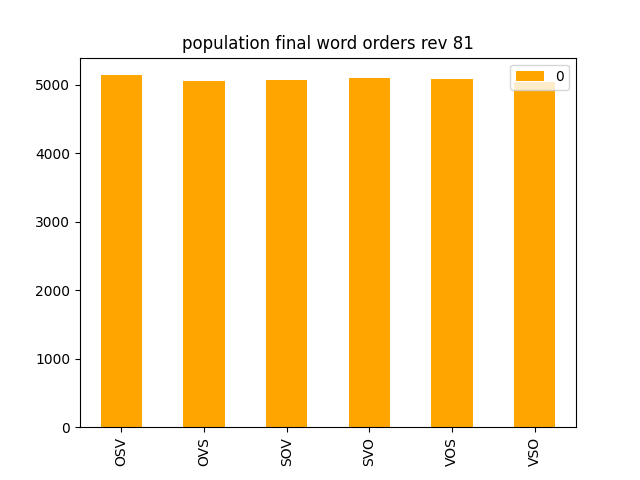 population final word orders rev 81
0
5000
4000
3000
2000
1000
0
OSV
OVS
SOV
SVO
VOS
VSO